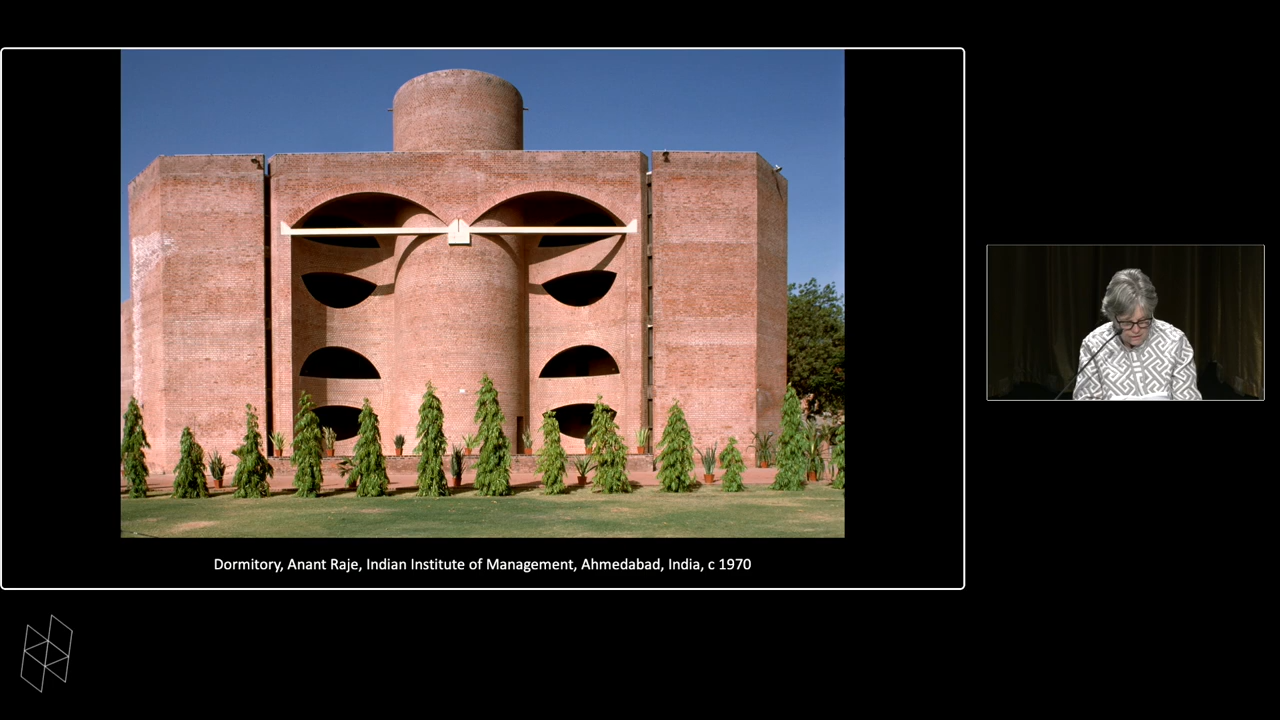 Dormitory, Anant Raje, Indian Institute of Management, Ahmedabad, India, c 1970